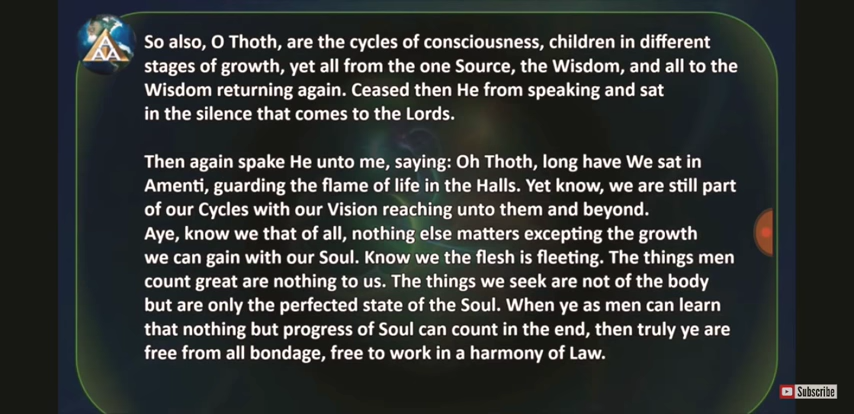 So also, O Thoth, are the cycles of consciousness, children in different
stages of growth, yet all from the one Source, the Wisdom, and all to the
Wisdom returning again. Ceased then He from speaking and sat
in the silence that comes to the Lords.
Then again spake He unto me, saying: Oh Thoth, long have We sat in
Amenti, guarding the flame of life in the Halls. Yet know, we are still part
of our Cycles with our Vision reaching unto them and beyond.
Aye, know we that of all, nothing else matters excepting the growth
we can gain with our Soul. Know we the flesh is fleeting. The things men
count great are nothing to us. The things we seek are not of the body
but are only the perfected state of the Soul. When ye as men can learn
that nothing but progress of Soul can count in the end, then truly ye are
free from all bondage, free to work in a harmony of Law.
Subscribe